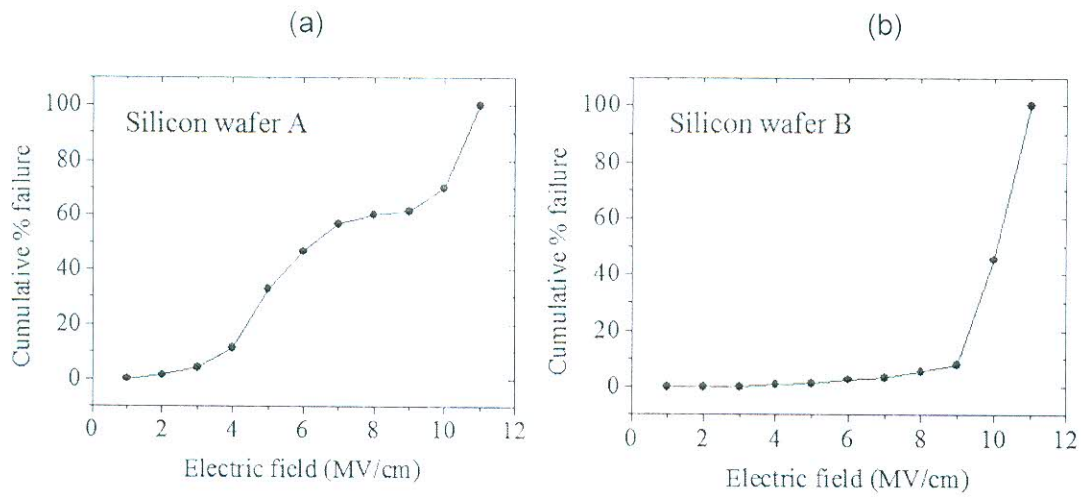 (a)
Silicon wafer A
Cumulative % failure
100
80
60
40
20
0
0 2 4 6 8 10 12
Electric field (MV/cm)
(b)
Silicon wafer B
Cumulative % failure
100
80
60
40
20
0
0 2 4 6 8 10 12
Electric field (MV/cm)